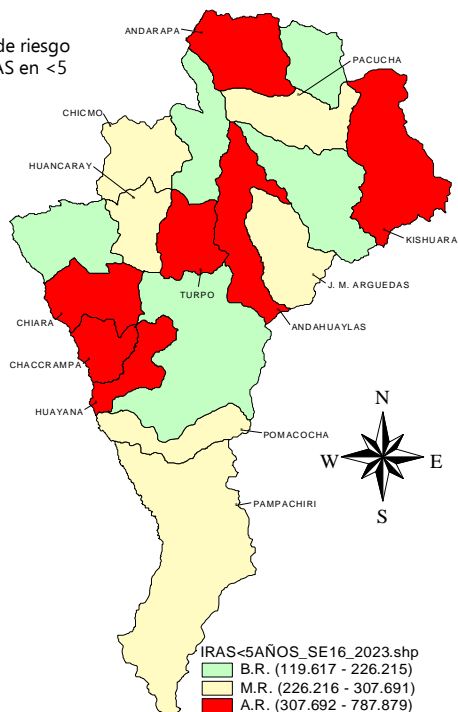 de riesgo
AS en <5
ANDARAPA
PACUCHA
CHICMO
HUANCARAY
KISHUARA
J. M. ARGUEDAS
TURPO
CHIARA
ANDAHUAYLAS
CHACCRAMPA
HUAYANA
POMACOCHA
PAMPACHIRI
N
W E
S
IRAS<5AÑOS_SE16_2023.shp
B.R. (119.617 - 226.215)
M.R. (226.216 - 307.691)
A.R. (307.692 - 787.879)